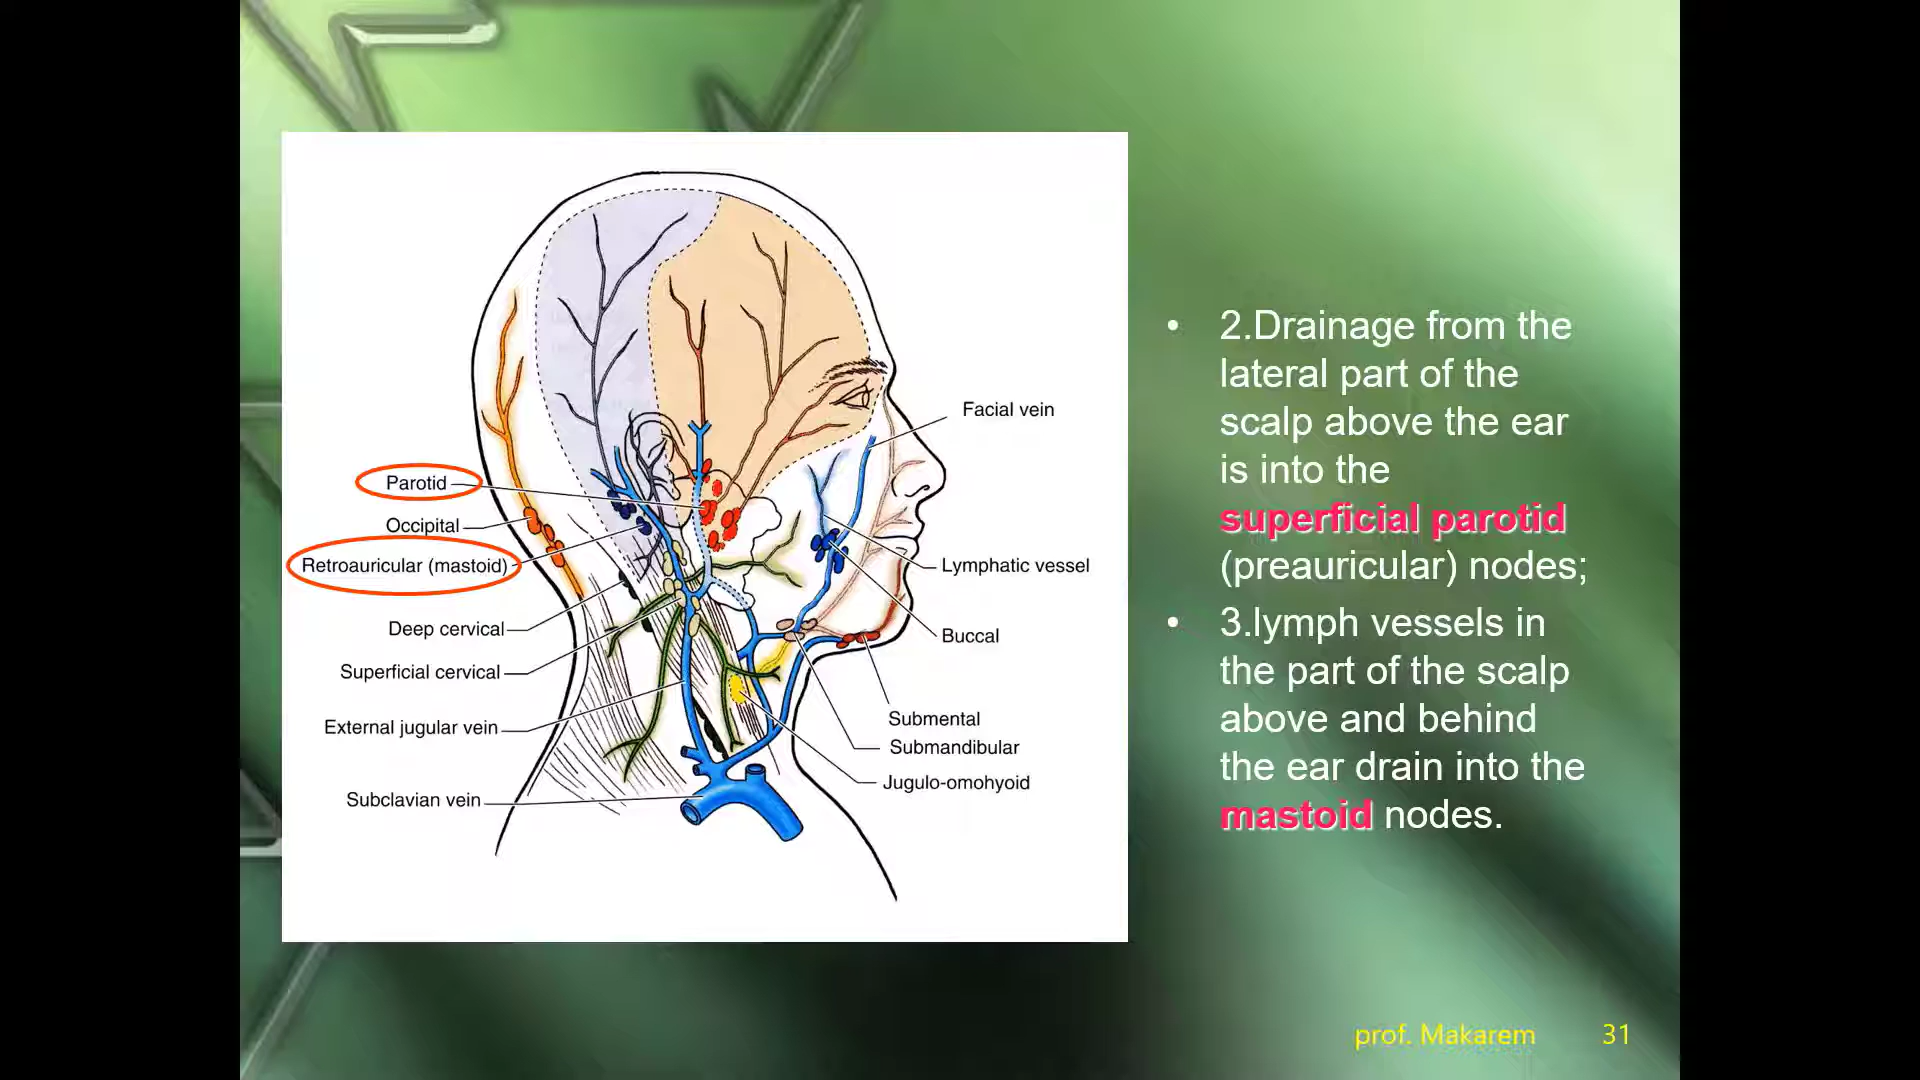 Facial vein
Parotid
Occipital
Retroauricular (mastoid)
Lymphatic vessel
Deep cervical
Buccal
Superficial cervical
External jugular vein
Submental
Submandibular
Jugulo-omohyoid
Subclavian vein
• 2.Drainage from the
lateral part of the
scalp above the ear
is into the
superficial parotid
(preauricular) nodes;
• 3.lymph vessels in
the part of the scalp
above and behind
the ear drain into the
mastoid nodes.
prof. Makarem
31